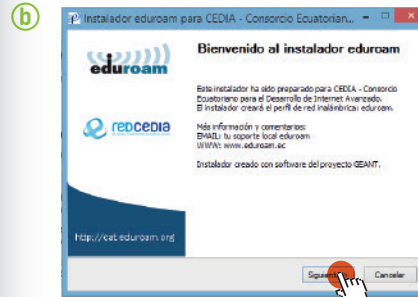 b
Instalador eduroam para CEDIA - Consorcio Ecuatorian...
eduroam
Bienvenido al instalador eduroam
Este instalador ha sido preparado para CEDIA - Consorcio
Ecuatoriano para el Desarrollo de Internet Avanzado.
El instalador creará el perfil de red inalámbrica: eduroam.
redcedia
Más información y comentarios:
EMAIL: tu soporte local eduroam
WWW: www.eduroam.ec
Instalador creado con software del proyecto GEANT.
http://cat.eduroam.org
Cancelar